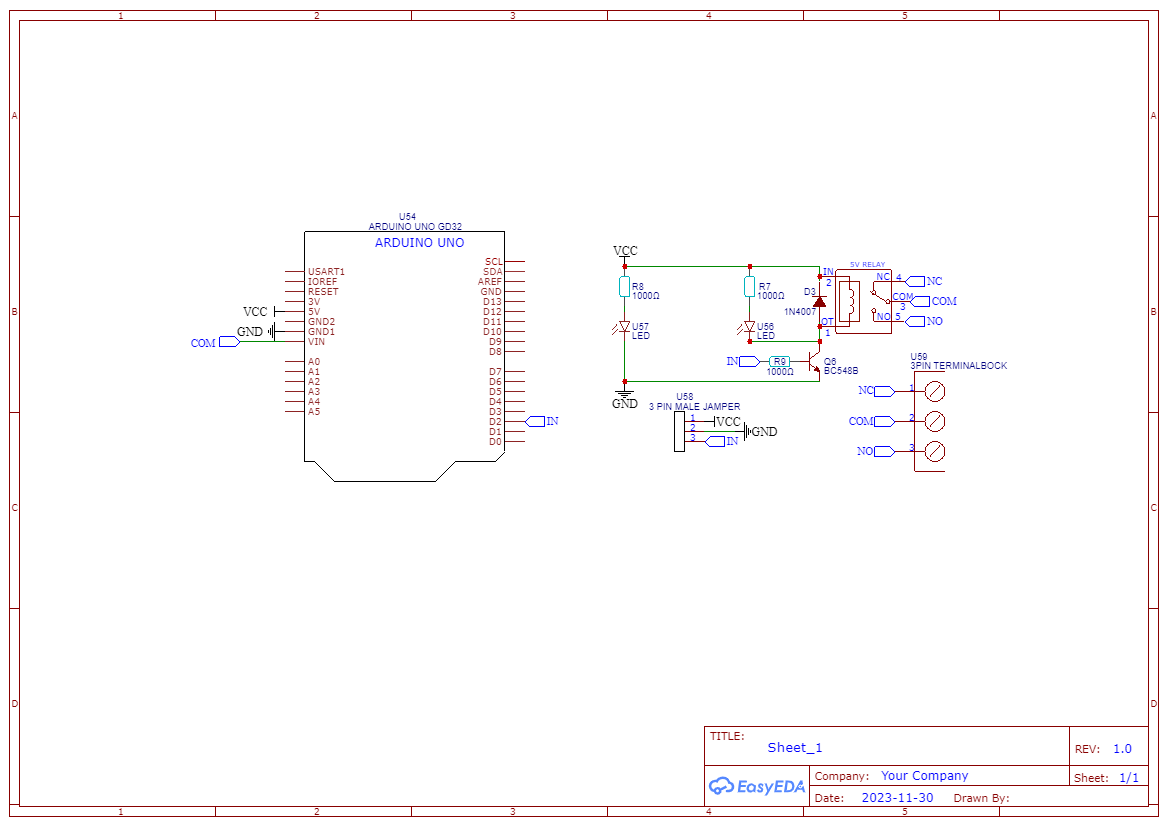 1 2 3 4 5
A A
B B
C C
D D
U54
ARDUINO UNO GD32
ARDUINO UNO
USART1
IOREF
RESET
3V
5V
GND2
GND1
VIN
A0
A1
A2
A3
A4
A5
SCL
SDA
AREF
GND
D13
D12
D11
D10
D9
D8
D7
D6
D5
D4
D3
D2
D1
D0
VCC
GND
COM
IN
VCC
R8
1000Ω
U57
LED
GND
R7
1000Ω
U56
LED
IN
R9
1000Ω
D3
1N4007
Q6
BC548B
5V RELAY
IN
2
OT
1
NC 4 NC
COM
3
COM
NO 5 NO
U58
3 PIN MALE JAMPER
1 VCC
2 GND
3 IN
U59
3PIN TERMINALBOCK
NC 1
COM 2
NO 3
TITLE:
Sheet_1
REV: 1.0
EasyEDA
Company: Your Company
Sheet: 1/1
Date: 2023-11-30 Drawn By:
1 2 3 4 5